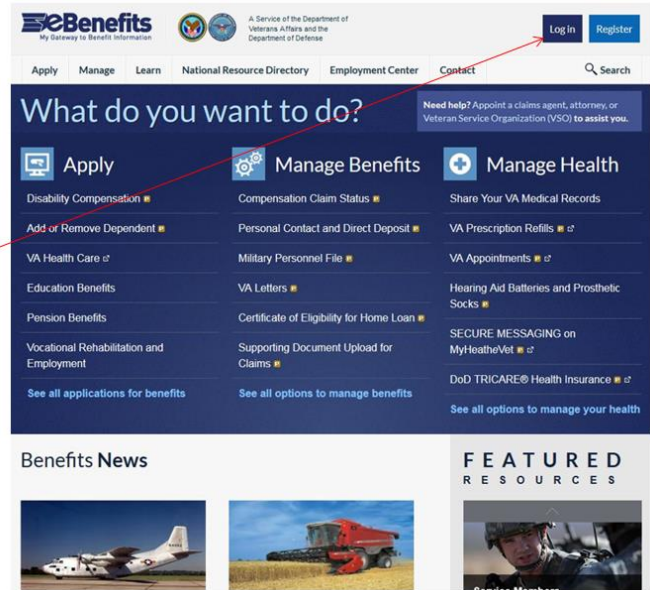 eBenefits
My Gateway to Benefit Information
A Service of the Department of
Veterans Affairs and the
Department of Defense
Log in
Register
Apply
Manage
Learn
National Resource Directory
Employment Center
Contact
Search
What do you want to do?
Need help? Appoint a claims agent, attorney, or
Veteran Service Organization (VSO) to assist you.
Apply
Disability Compensation
Add or Remove Dependent
VA Health Care
Education Benefits
Pension Benefits
Vocational Rehabilitation and
Employment
See all applications for benefits
Manage Benefits
Compensation Claim Status
Personal Contact and Direct Deposit
Military Personnel File
VA Letters
Certificate of Eligibility for Home Loan
Supporting Document Upload for
Claims
See all options to manage benefits
Manage Health
Share Your VA Medical Records
VA Prescription Refills
VA Appointments
Hearing Aid Batteries and Prosthetic
Socks
SECURE MESSAGING on
MyHeatheVet
DoD TRICARE® Health Insurance
See all options to manage your health
Benefits News
FEATURED
RESOURCES
Service Members